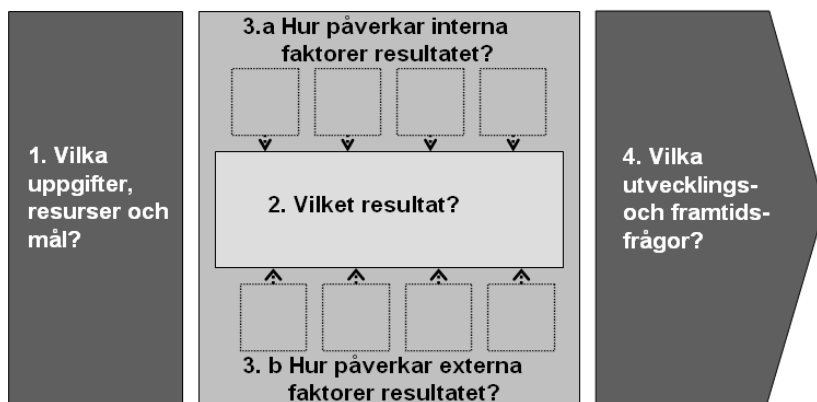 1. Vilka
uppgifter,
resurser och
mål?
3.a Hur påverkar interna
faktorer resultatet?
2. Vilket resultat?
3. b Hur påverkar externa
faktorer resultatet?
4. Vilka
utvecklings-
och framtids-
frågor?